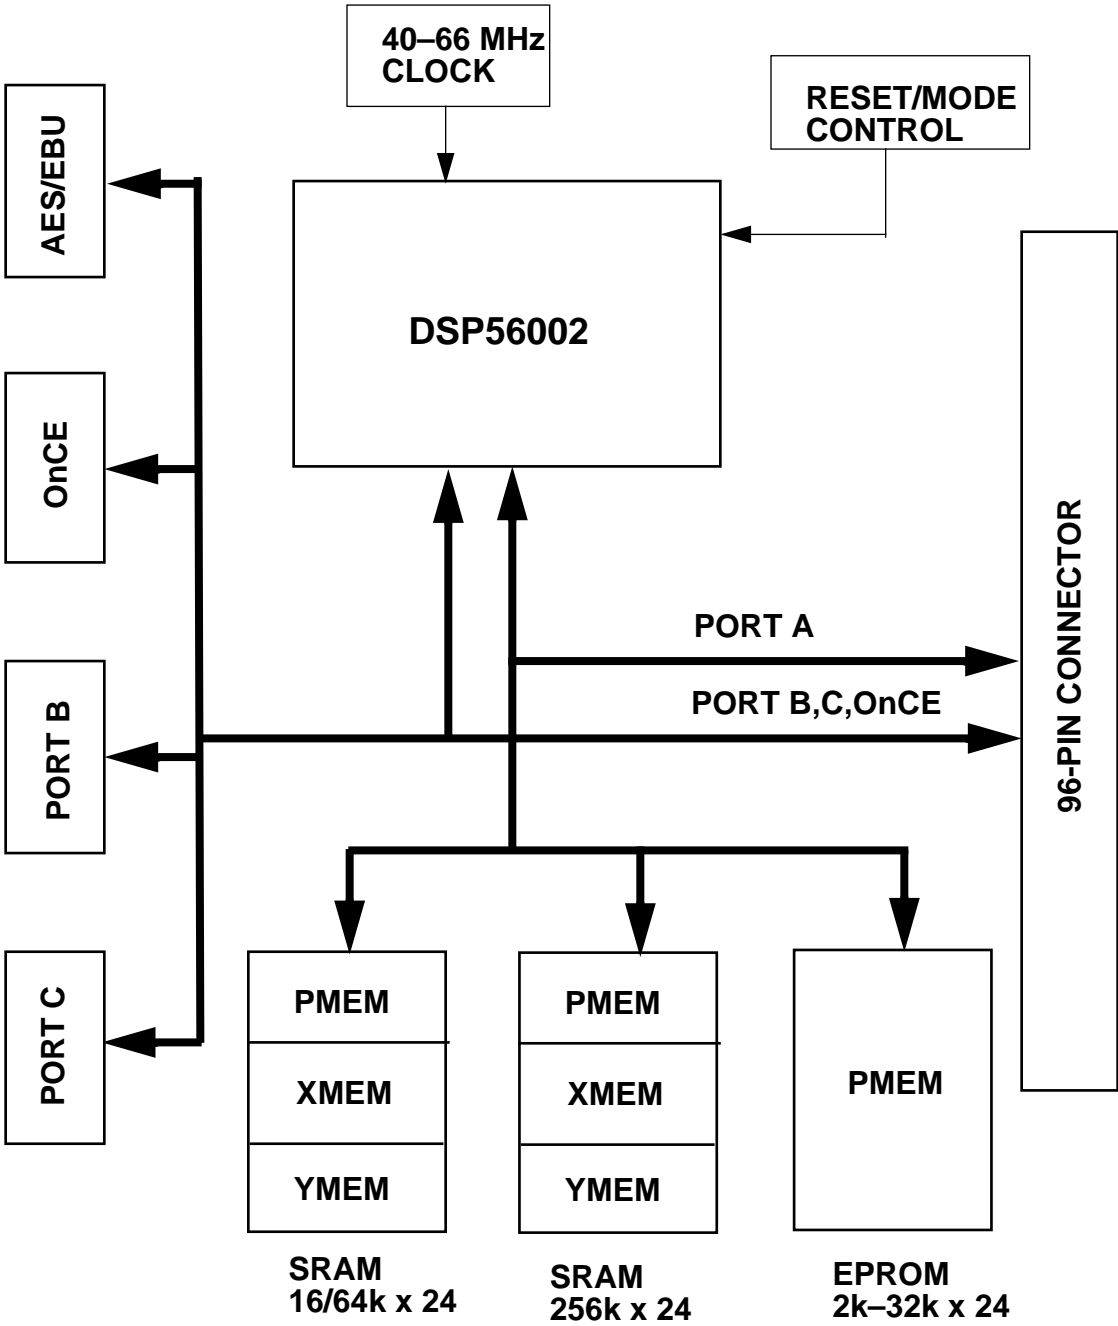 40–66 MHz
CLOCK
RESET/MODE
CONTROL
AES/EBU
DSP56002
OnCE
96-PIN CONNECTOR
PORT A
PORT B,C,OnCE
PORT B
PORT C
PMEM
XMEM
YMEM
SRAM
16/64k x 24
PMEM
XMEM
YMEM
SRAM
256k x 24
PMEM
EPROM
2k–32k x 24